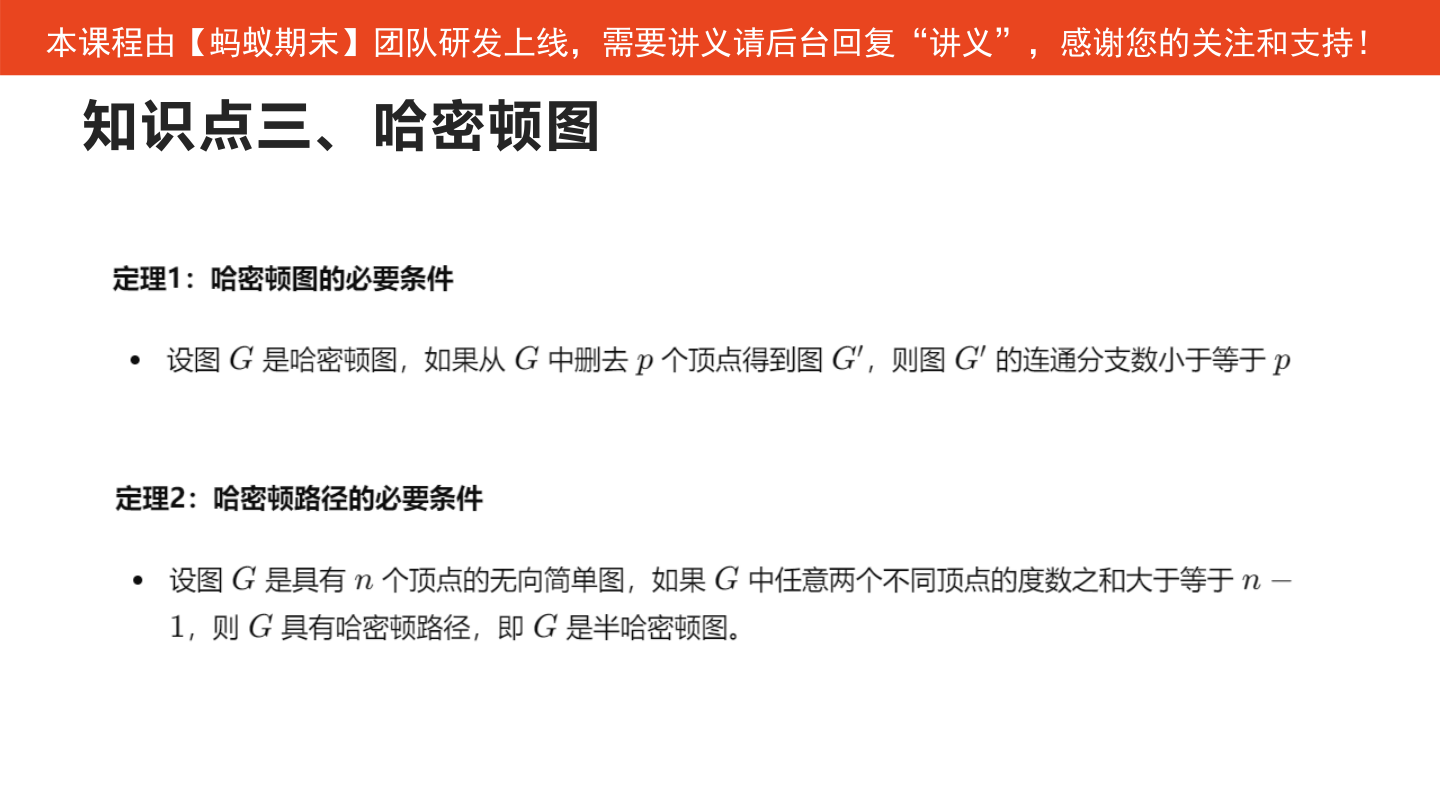 本课程由【蚂蚁期末】团队研发上线，需要讲义请后台回复“讲义”，感谢您的关注和支持！
知识点三、哈密顿图
定理1：哈密顿图的必要条件
• 设图 G 是哈密顿图，如果从 G 中删去 p 个顶点得到图 G′，则图 G′ 的连通分支数小于等于 p
定理2：哈密顿路径的必要条件
• 设图 G 是具有 n 个顶点的无向简单图，如果 G 中任意两个不同顶点的度数之和大于等于 n −
1，则 G 具有哈密顿路径，即 G 是半哈密顿图。